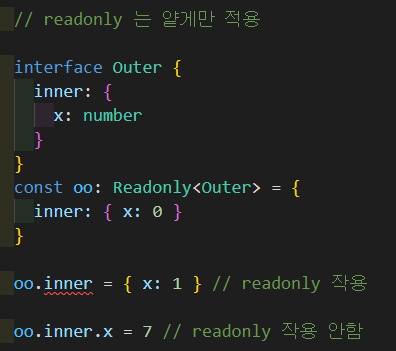 // readonly 는 얕게만 적용
interface Outer {
  inner: {
    x: number
  }
}
const oo: Readonly<Outer> = {
  inner: { x: 0 }
}
oo.inner = { x: 1 } // readonly 작용
oo.inner.x = 7 // readonly 작용 안함